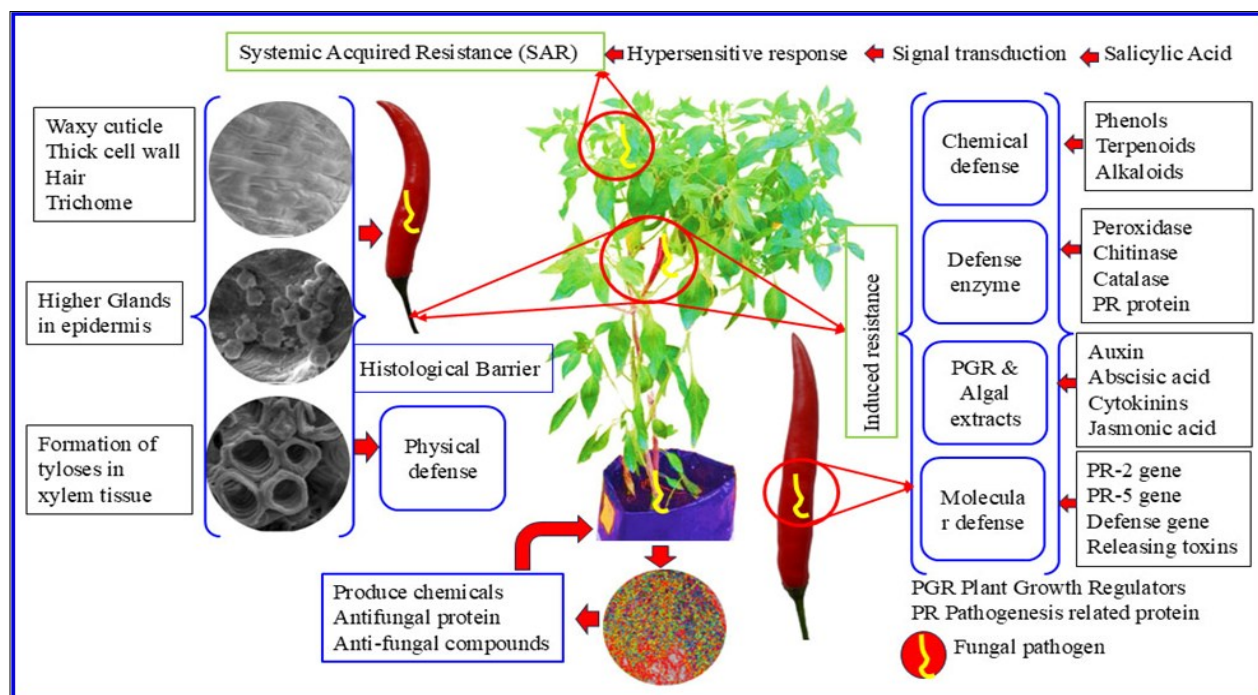 Systemic Acquired Resistance (SAR)
Hypersensitive response
Signal transduction
Salicylic Acid
Waxy cuticle
Thick cell wall
Hair
Trichome
Higher Glands
in epidermis
Formation of
tyloses in
xylem tissue
Histological Barrier
Physical
defense
Produce chemicals
Antifungal protein
Anti-fungal compounds
Induced resistance
Chemical
defense
Phenols
Terpenoids
Alkaloids
Defense
enzyme
Peroxidase
Chitinase
Catalase
PR protein
PGR &
Algal
extracts
Auxin
Abscisic acid
Cytokinins
Jasmonic acid
Molecula
r defense
PR-2 gene
PR-5 gene
Defense gene
Releasing toxins
PGR Plant Growth Regulators
PR Pathogenesis related protein
Fungal pathogen